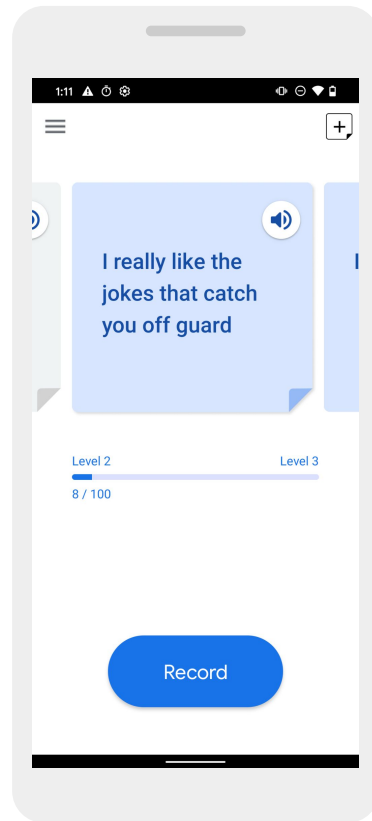 1:11
I really like the
jokes that catch
you off guard
Level 2
Level 3
8 / 100
Record